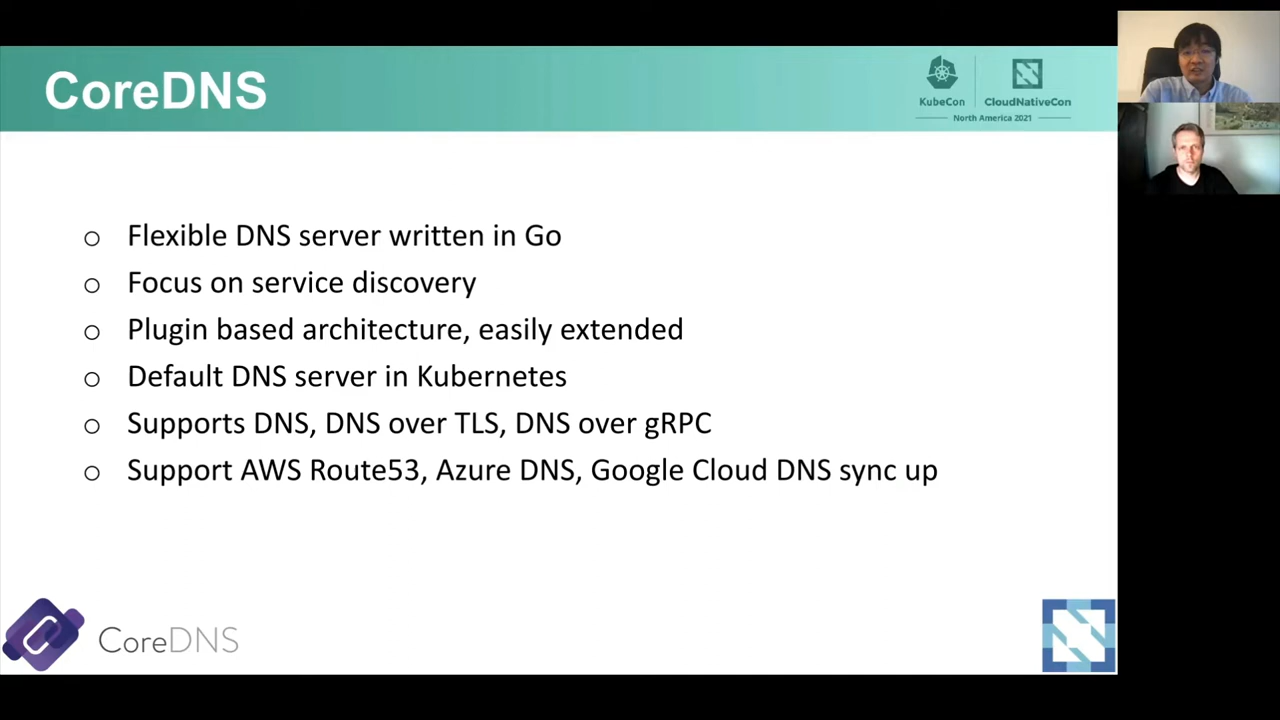 CoreDNS
KubeCon
CloudNativeCon
North America 2021
Flexible DNS server written in Go
Focus on service discovery
Plugin based architecture, easily extended
Default DNS server in Kubernetes
Supports DNS, DNS over TLS, DNS over gRPC
Support AWS Route53, Azure DNS, Google Cloud DNS sync up
CoreDNS